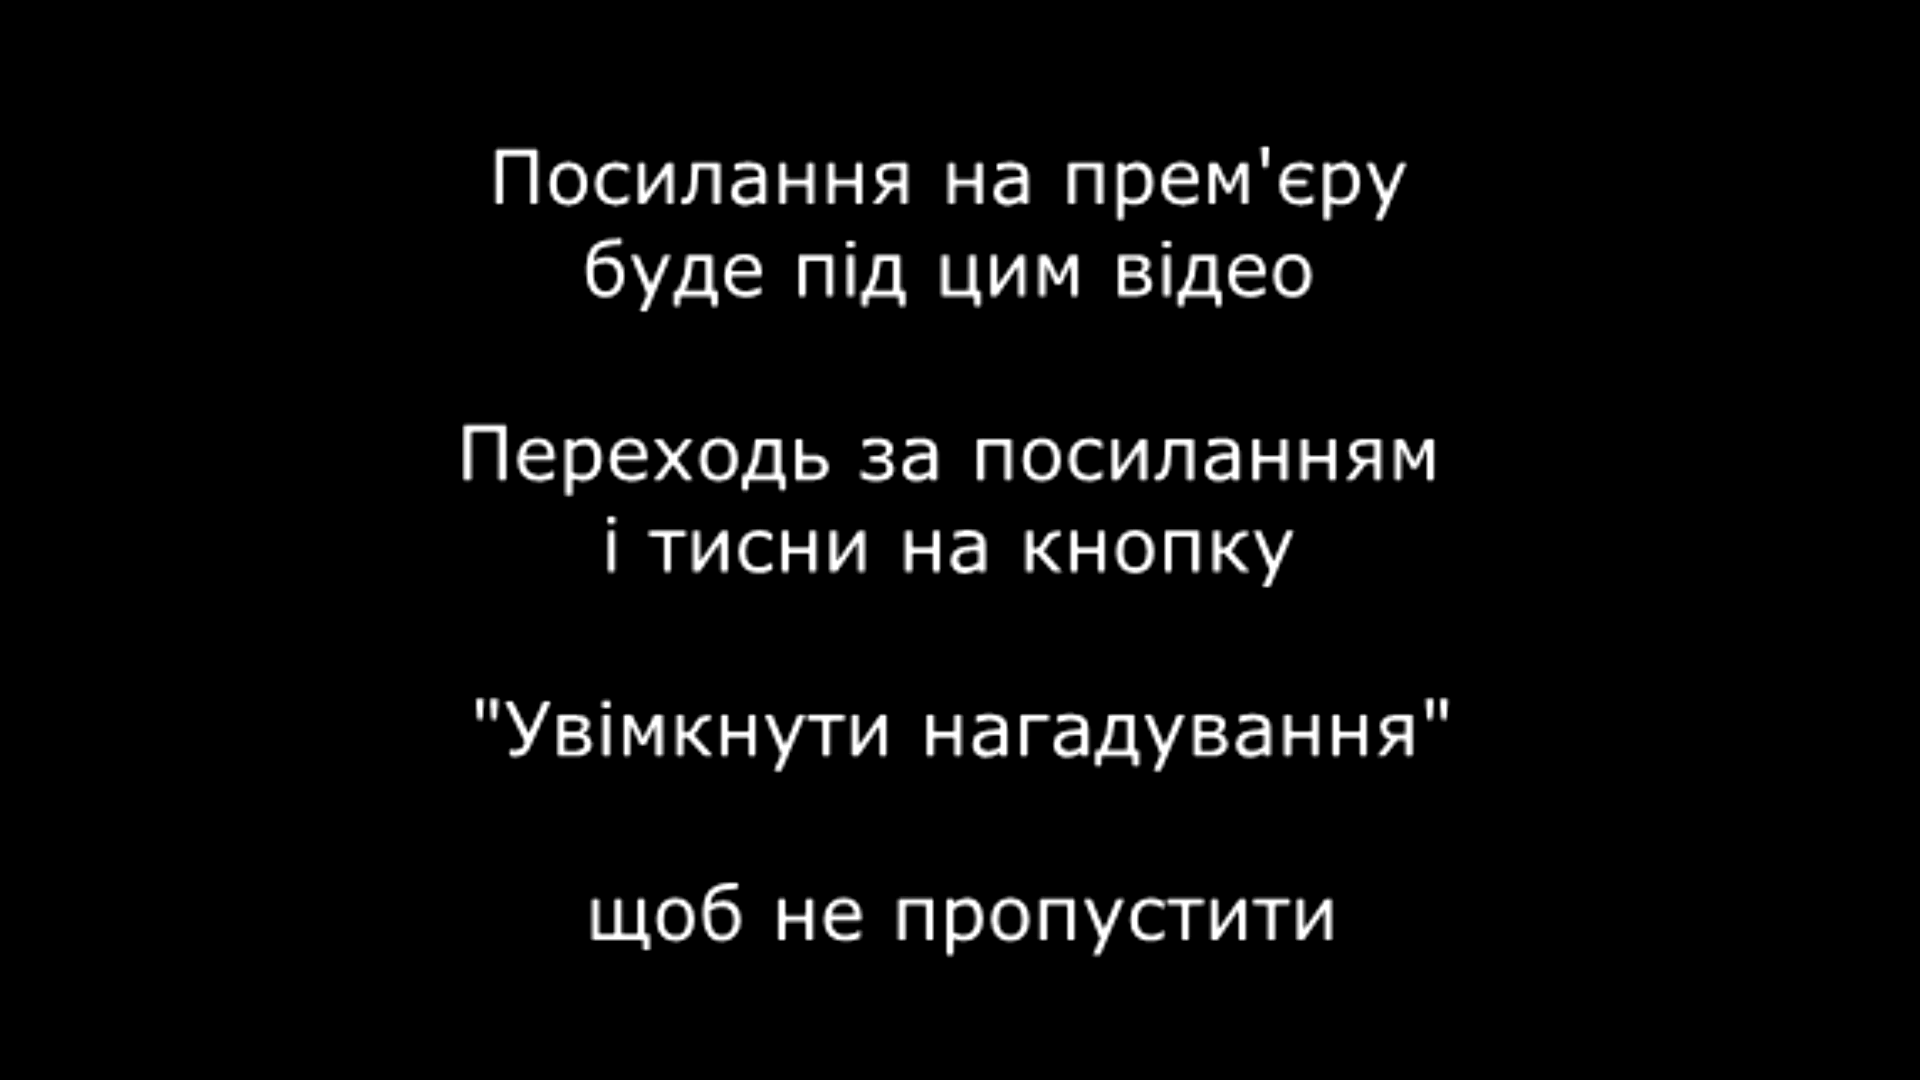 Посилання на прем'єру
буде під цим відео
Переходь за посиланням
і тисни на кнопку
"Увімкнути нагадування"
щоб не пропустити